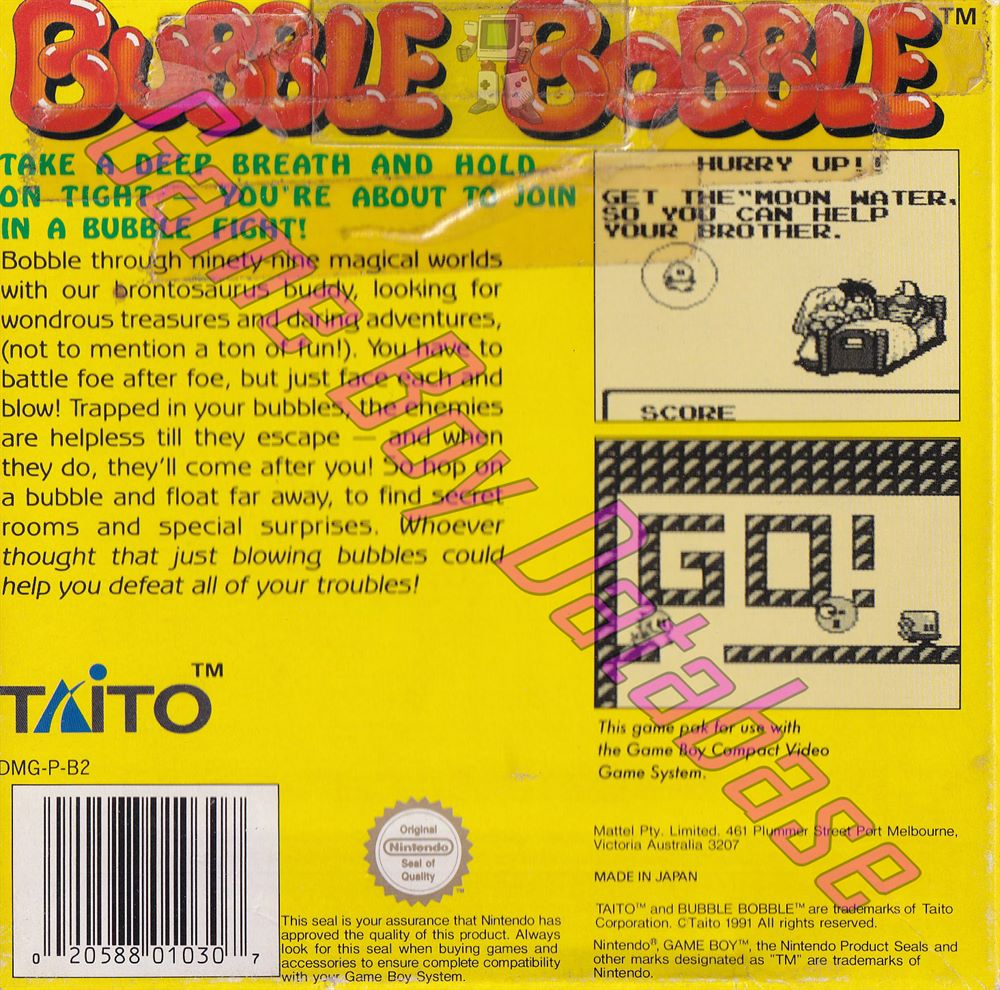 BUBBLE BOBBLE™
TAKE A DEEP BREATH AND HOLD
ON TIGHT - YOU'RE ABOUT TO JOIN
IN A BUBBLE FIGHT!
Bobble through ninety-nine magical worlds
with our brontosaurus buddy, looking for
wondrous treasures and daring adventures,
(not to mention a ton of fun!). You have to
battle foe after foe, but just face each and
blow! Trapped in your bubbles, the enemies
are helpless till they escape — and when
they do, they'll come after you! So hop on
a bubble and float far away, to find secret
rooms and special surprises. Whoever
thought that just blowing bubbles could
help you defeat all of your troubles!
HURRY UP!!
GET THE "MOON WATER,
SO YOU CAN HELP
YOUR BROTHER.
SCORE
GO!
Game Boy Database
TAITO™
DMG-P-B2
0 20588 01030 7
Original
Nintendo
Seal of
Quality
™
This seal is your assurance that Nintendo has
approved the quality of this product. Always
look for this seal when buying games and
accessories to ensure complete compatibility
with your Game Boy System.
This game pak for use with
the Game Boy Compact Video
Game System.
Mattel Pty. Limited. 461 Plummer Street Port Melbourne,
Victoria Australia 3207
MADE IN JAPAN
TAITO™ and BUBBLE BOBBLE™ are trademarks of Taito
Corporation. ©Taito 1991 All rights reserved.
Nintendo®, GAME BOY™, the Nintendo Product Seals and
other marks designated as "TM" are trademarks of
Nintendo.